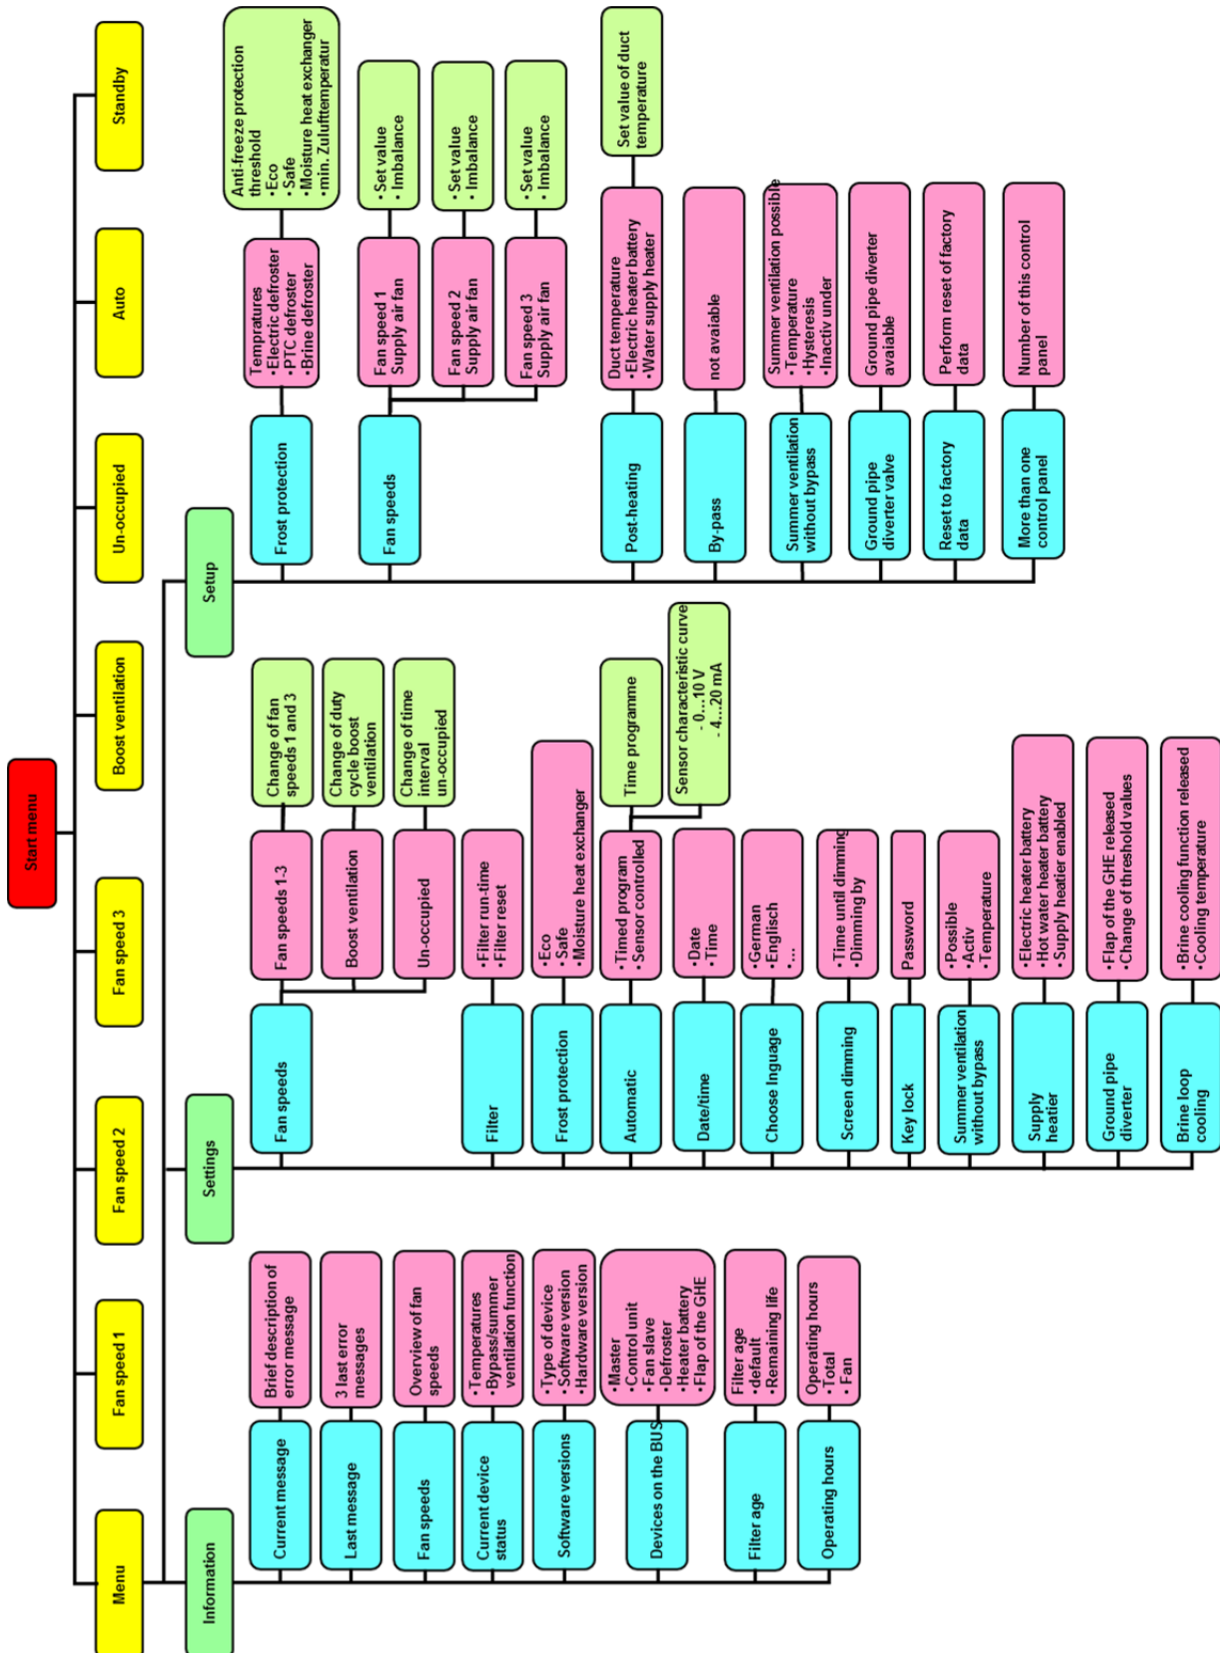 Start menu
Menu
Fan speed 1
Fan speed 2
Fan speed 3
Boost ventilation
Un-occupied
Auto
Standby
Information
Settings
Setup
Current message
Brief description of
error message
Last message
3 last error
messages
Fan speeds
Overview of fan
speeds
Current device
status
•Temperatures
•Bypass/summer
ventilation function
Software versions
•Type of device
•Software version
•Hardware version
Devices on the BUS
•Master
•Control unit
•Fan slave
•Defroster
•Heater battery
•Flap of the GHE
Filter age
Filter age
•default
•Remaining life
Operating hours
Operating hours
•Total
•Fan
Fan speeds
Fan speeds 1-3
Change of fan
speeds 1 and 3
Boost ventilation
Change of duty
cycle boost
ventilation
Un-occupied
Change of time
interval
un-occupied
Filter
•Filter run-time
•Filter reset
Frost protection
•Eco
•Safe
•Moisture heat exchanger
Automatic
•Timed program
•Sensor controlled
Time programme
Sensor characteristic curve
- 0...10 V
- 4...20 mA
Date/time
•Date
•Time
Choose lnguage
•German
•Englisch
•...
Screen dimming
•Time until dimming
•Dimming by
Key lock
Password
Summer ventilation
without bypass
•Possible
•Activ
•Temperature
Supply
heatier
•Electric heater battery
•Hot water heater battery
•Supply heatier enabled
Ground pipe
diverter
•Flap of the GHE released
•Change of threshold values
Brine loop
cooling
•Brine cooling function released
•Cooling temperature
Frost protection
Tempratures
•Electric defroster
•PTC defroster
•Brine defroster
Anti-freeze protection
threshold
•Eco
•Safe
•Moisture heat exchanger
•min. Zulufttemperatur
Fan speeds
Fan speed 1
Supply air fan
•Set value
•Imbalance
Fan speed 2
Supply air fan
•Set value
•Imbalance
Fan speed 3
Supply air fan
•Set value
•Imbalance
Post-heating
Duct temperature
•Electric heater battery
•Water supply heater
Set value of duct
temperature
By-pass
not avaiable
Summer ventilation
without bypass
Summer ventilation possible
•Temperature
•Hysteresis
•Inactiv under
Ground pipe
diverter valve
Ground pipe diverter
avaiable
Reset to factory
data
Perform reset of factory
data
More than one
control panel
Number of this control
panel